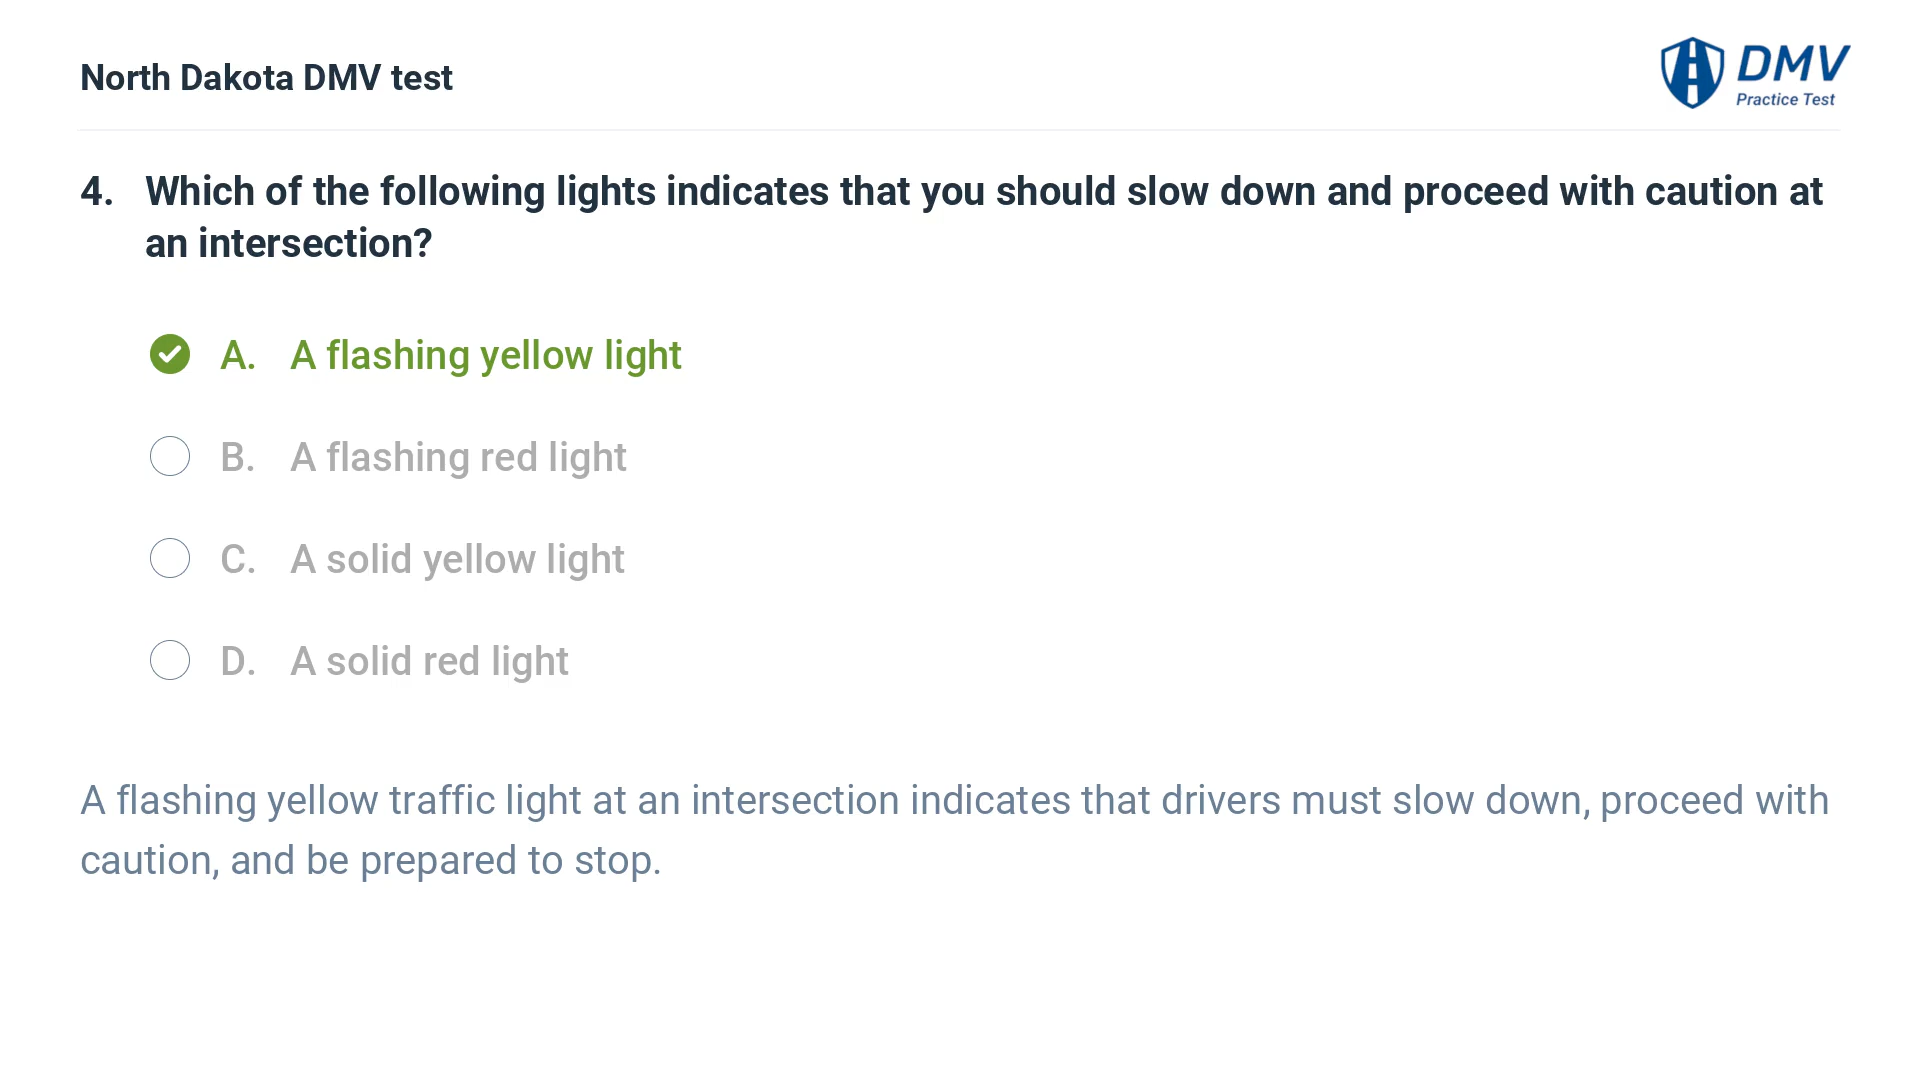 North Dakota DMV test
DMV
Practice Test
4. Which of the following lights indicates that you should slow down and proceed with caution at
an intersection?
A. A flashing yellow light
B. A flashing red light
C. A solid yellow light
D. A solid red light
A flashing yellow traffic light at an intersection indicates that drivers must slow down, proceed with
caution, and be prepared to stop.